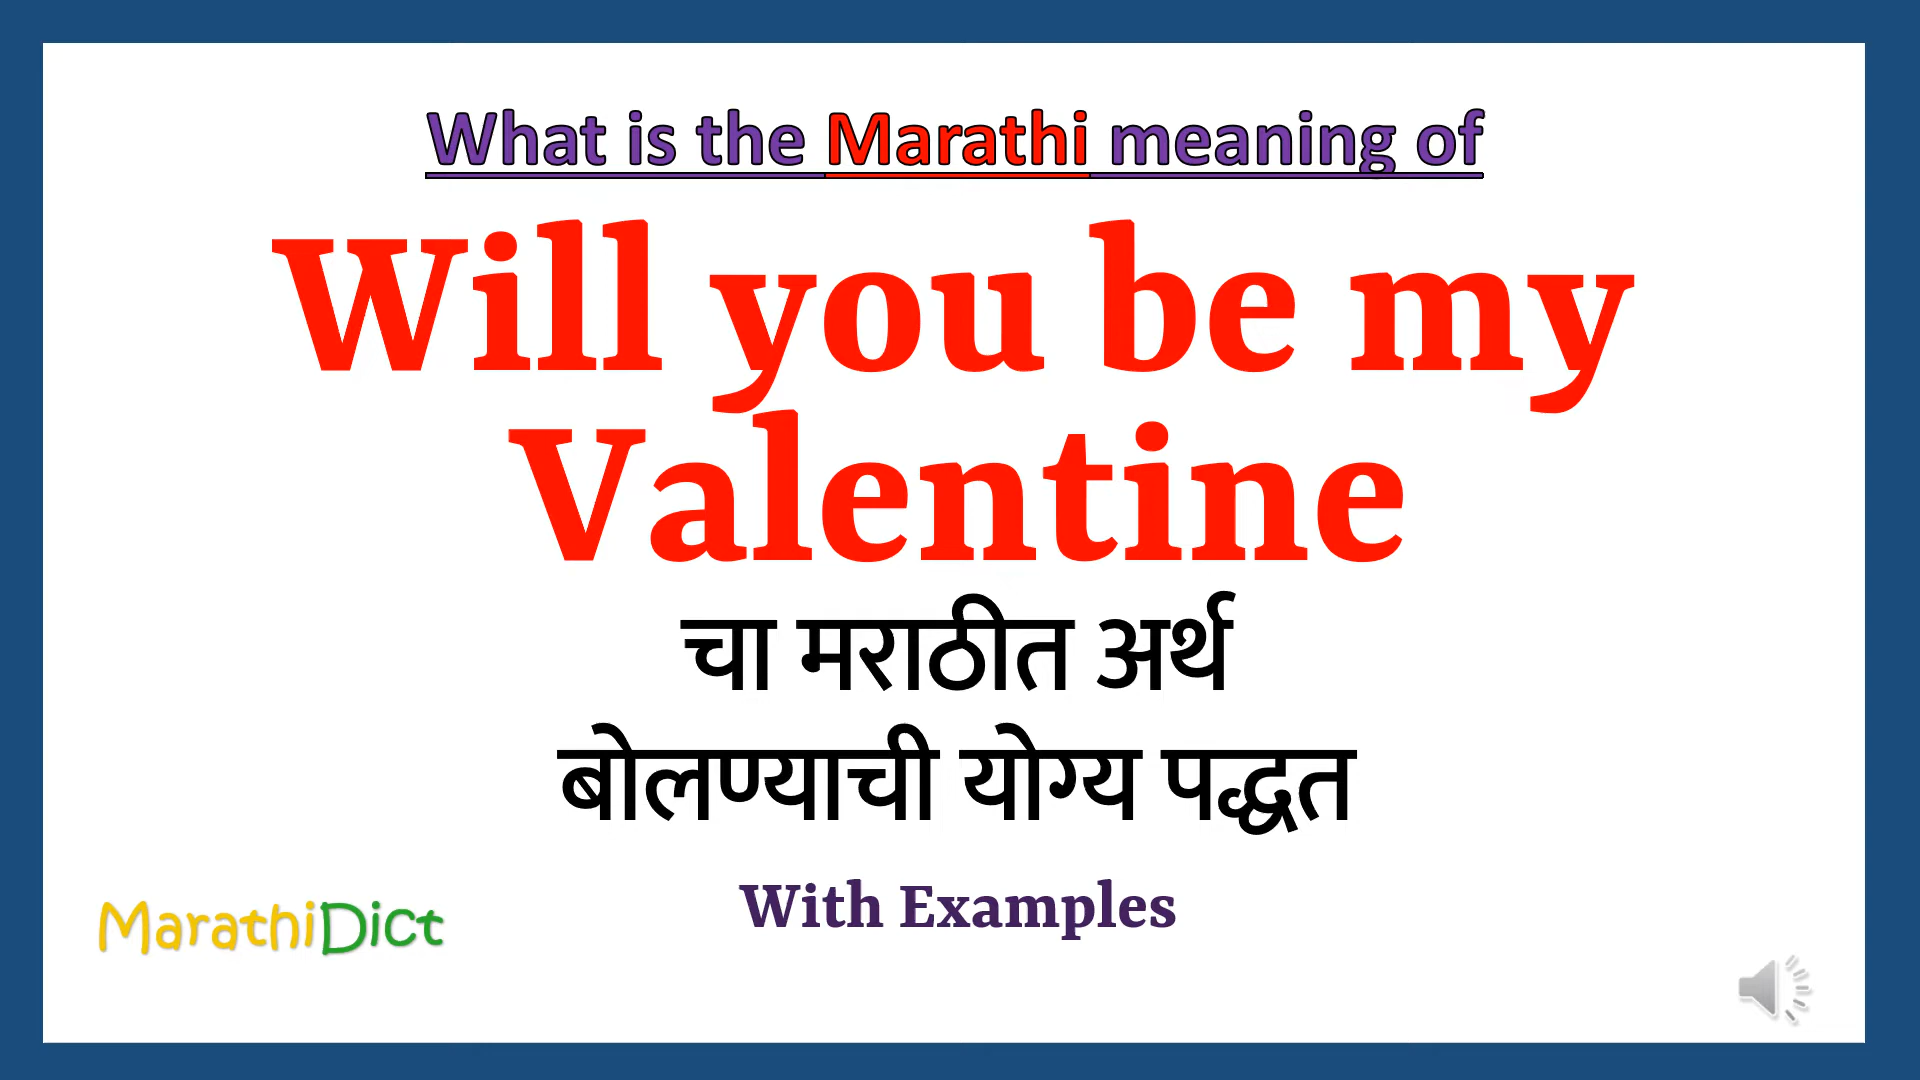 What is the Marathi meaning of
Will you be my
Valentine
चा मराठीत अर्थ
बोलण्याची योग्य पद्धत
With Examples
MarathiDict